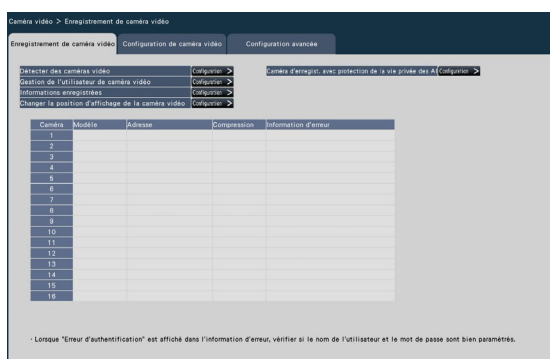 Caméra vidéo > Enregistrement de caméra vidéo
Enregistrement de caméra vidéo Configuration de caméra vidéo Configuration avancée
Détecter des caméras vidéo Configuration > Caméra d'enregist. avec protection de la vie privée des AI Configuration >
Gestion de l'utilisateur de caméra vidéo Configuration >
Informations enregistrées Configuration >
Changer la position d'affichage de la caméra vidéo Configuration >
Caméra Modèle Adresse Compression Information d'erreur
1
2
3
4
5
6
7
8
9
10
11
12
13
14
15
16
· Lorsque "Erreur d'authentification" est affiché dans l'information d'erreur, vérifier si le nom de l'utilisateur et le mot de passe sont bien paramétrés.